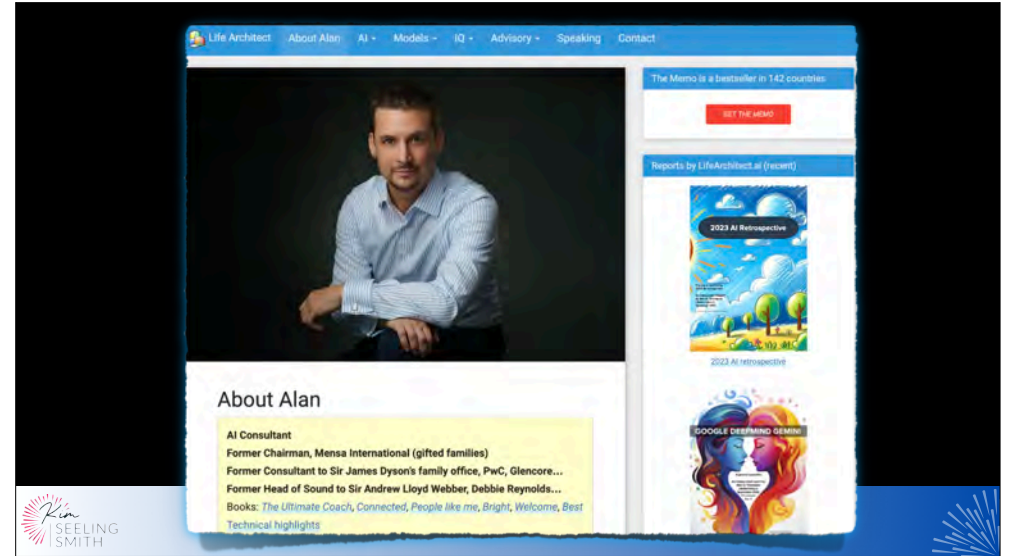 Life Architect About Alan AI Models IQ Advisory Speaking Contact
The Memo is a bestseller in 142 countries
GET THE MEMO
Reports by LifeArchitect.ai (recent)
2023 AI Retrospective
2023 AI retrospective
GOOGLE DEEPMIND GEMINI
About Alan
AI Consultant
Former Chairman, Mensa International (gifted families)
Former Consultant to Sir James Dyson's family office, PwC, Glencore...
Former Head of Sound to Sir Andrew Lloyd Webber, Debbie Reynolds...
Books: The Ultimate Coach, Connected, People like me, Bright, Welcome, Best
Technical highlights
Kim
SEELING
SMITH